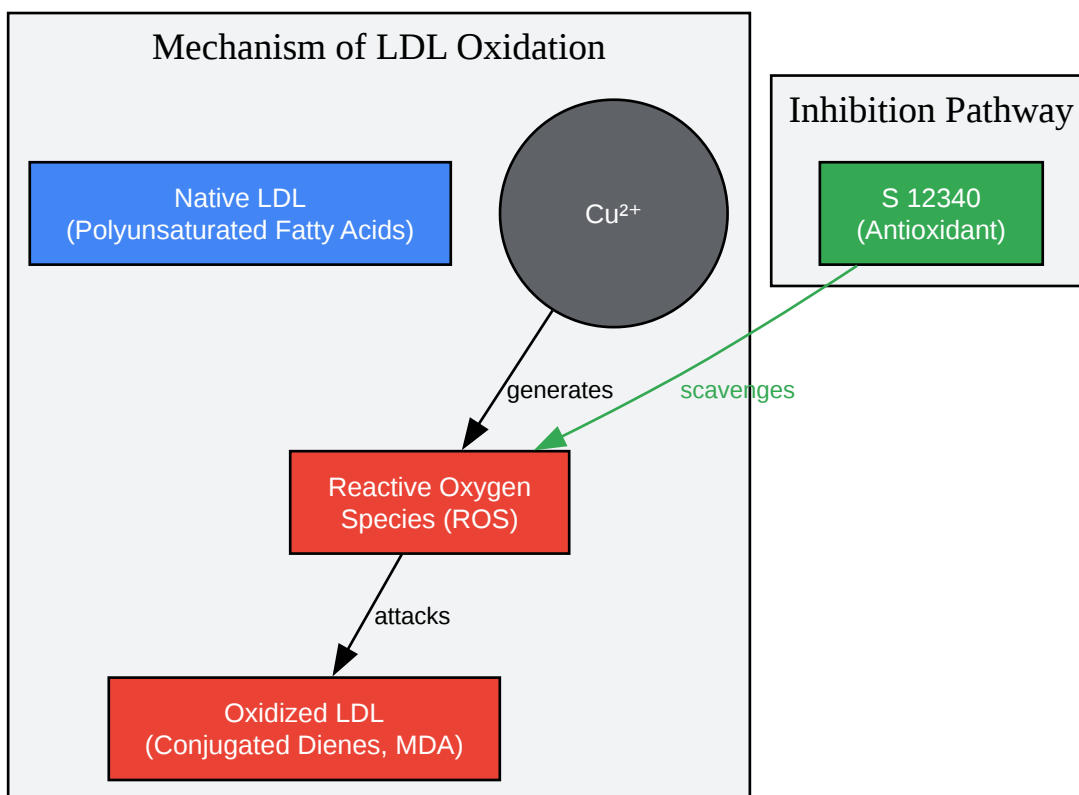 Mechanism of LDL Oxidation
Native LDL
(Polyunsaturated Fatty Acids)
Cu²⁺
Inhibition Pathway
S 12340
(Antioxidant)
generates
scavenges
Reactive Oxygen
Species (ROS)
attacks
Oxidized LDL
(Conjugated Dienes, MDA)